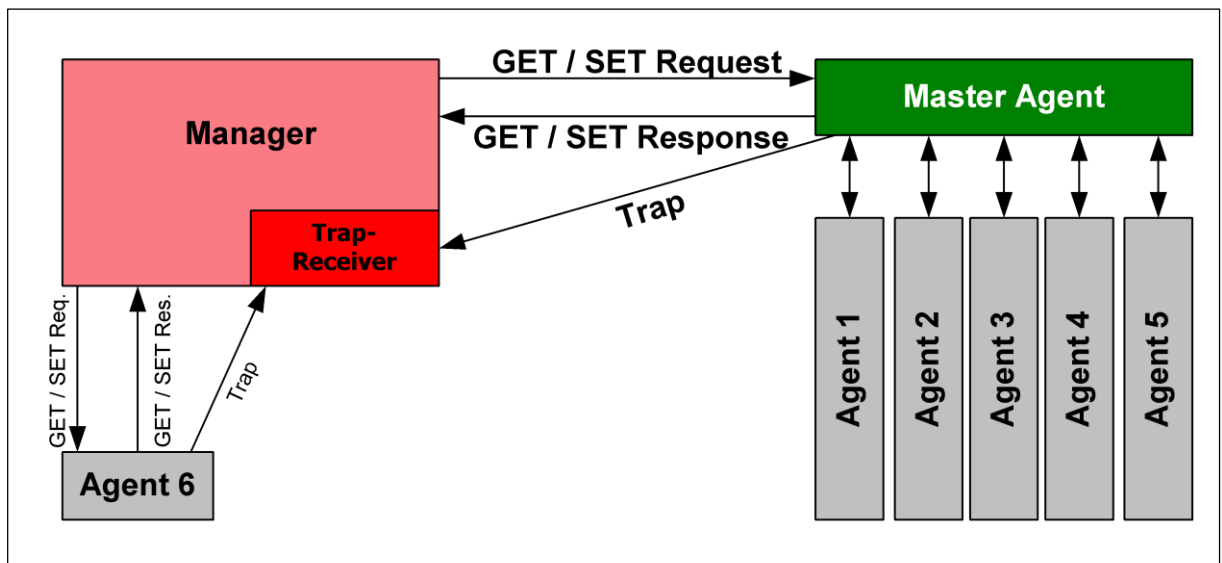 GET / SET Request
Master Agent
Manager
GET / SET Response
Trap
Trap-
Receiver
GET / SET Req.
GET / SET Res.
Trap
Agent 1
Agent 2
Agent 3
Agent 4
Agent 5
Agent 6